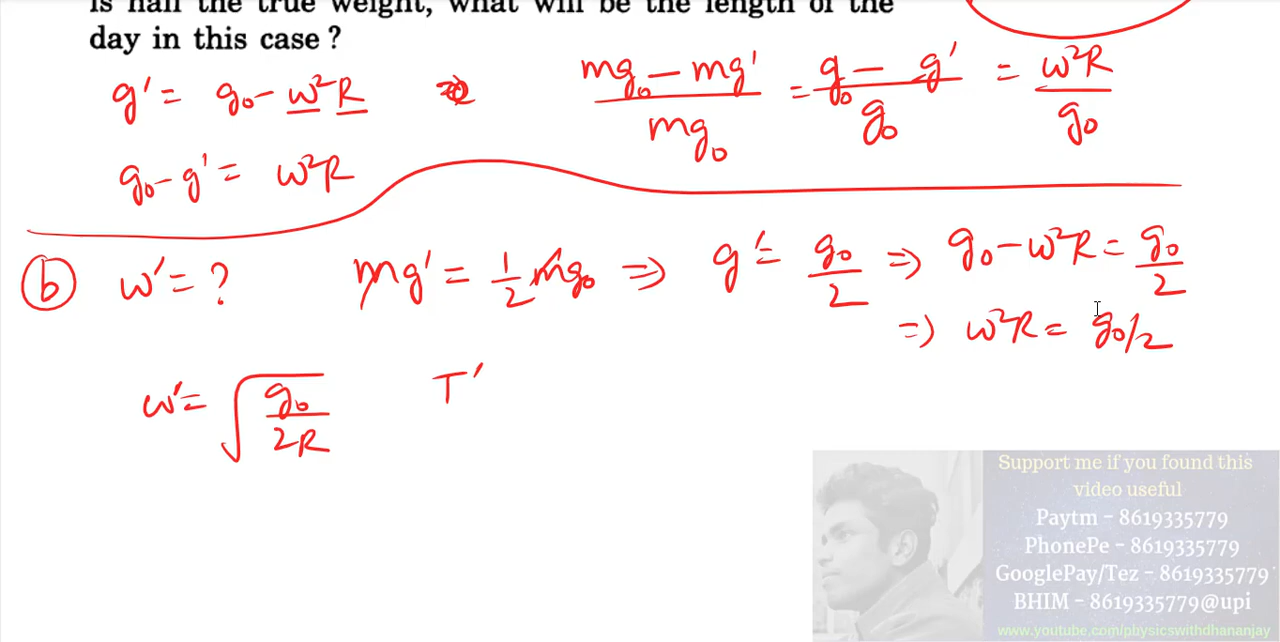 is half the true weight, what will be the length of the
day in this case ?
g' = g₀ - ω²R ⇒ (mg₀ - mg')/(mg₀) = (g₀ - g')/g₀ = ω²R/g₀
g₀ - g' = ω²R
(b) ω' = ? mg' = 1/2 mg₀ ⇒ g' = g₀/2 ⇒ g₀ - ω²R = g₀/2
⇒ ω²R = g₀/2
ω' = √(g₀/2R) T'
Support me if you found this
video useful
Paytm - 8619335779
PhonePe - 8619335779
GooglePay/Tez - 8619335779
BHIM - 8619335779@upi
www.youtube.com/physicswithdhananjay